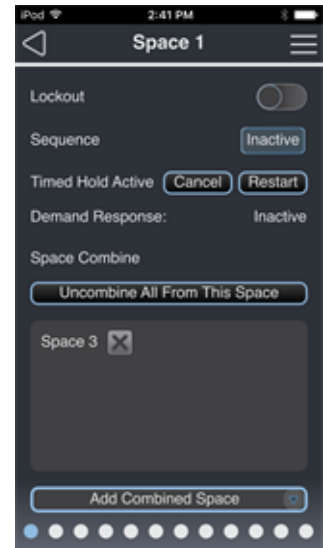 iPod 2:41 PM
Space 1
Lockout
Sequence Inactive
Timed Hold Active Cancel Restart
Demand Response: Inactive
Space Combine
Uncombine All From This Space
Space 3
Add Combined Space